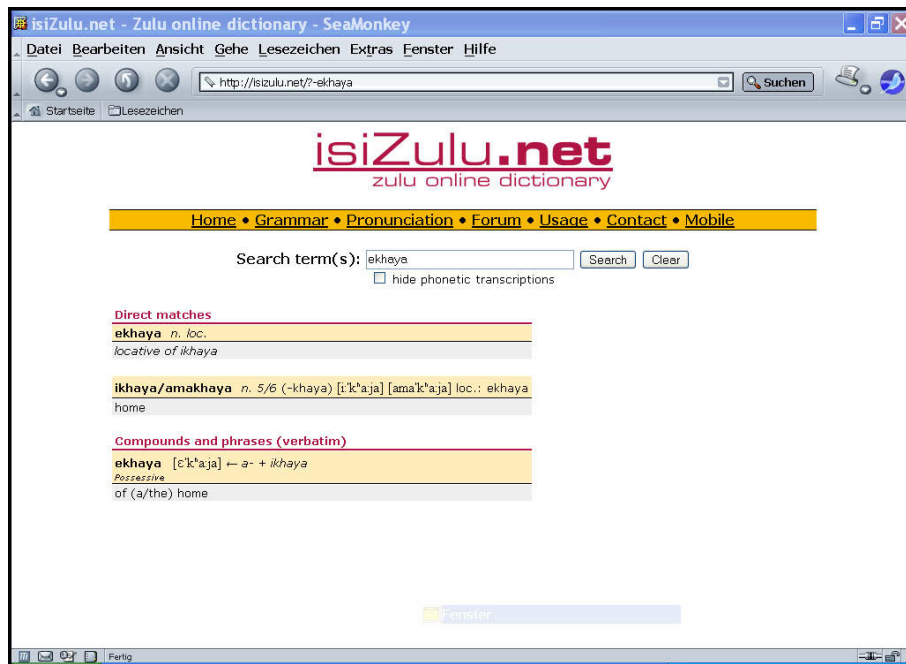 isiZulu.net - Zulu online dictionary - SeaMonkey
Datei Bearbeiten Ansicht Gehe Lesezeichen Extras Fenster Hilfe
http://isizulu.net/?-ekhaya Suchen
Startseite Lesezeichen
isiZulu.net
zulu online dictionary
Home • Grammar • Pronunciation • Forum • Usage • Contact • Mobile
Search term(s): ekhaya Search Clear
hide phonetic transcriptions
Direct matches
ekhaya n. loc.
locative of ikhaya
ikhaya/amakhaya n. 5/6 (-khaya) [iːˈkʰaːja] [amaˈkʰaːja] loc.: ekhaya
home
Compounds and phrases (verbatim)
ekhaya [ɛˈkʰaːja] ← a- + ikhaya
Possessive
of (a/the) home
Fenster
Fertig